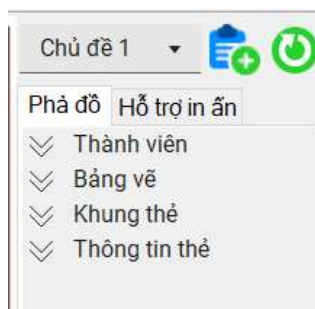 Chủ đề 1
Phả đồ Hỗ trợ in ấn
Thành viên
Bảng vẽ
Khung thẻ
Thông tin thẻ